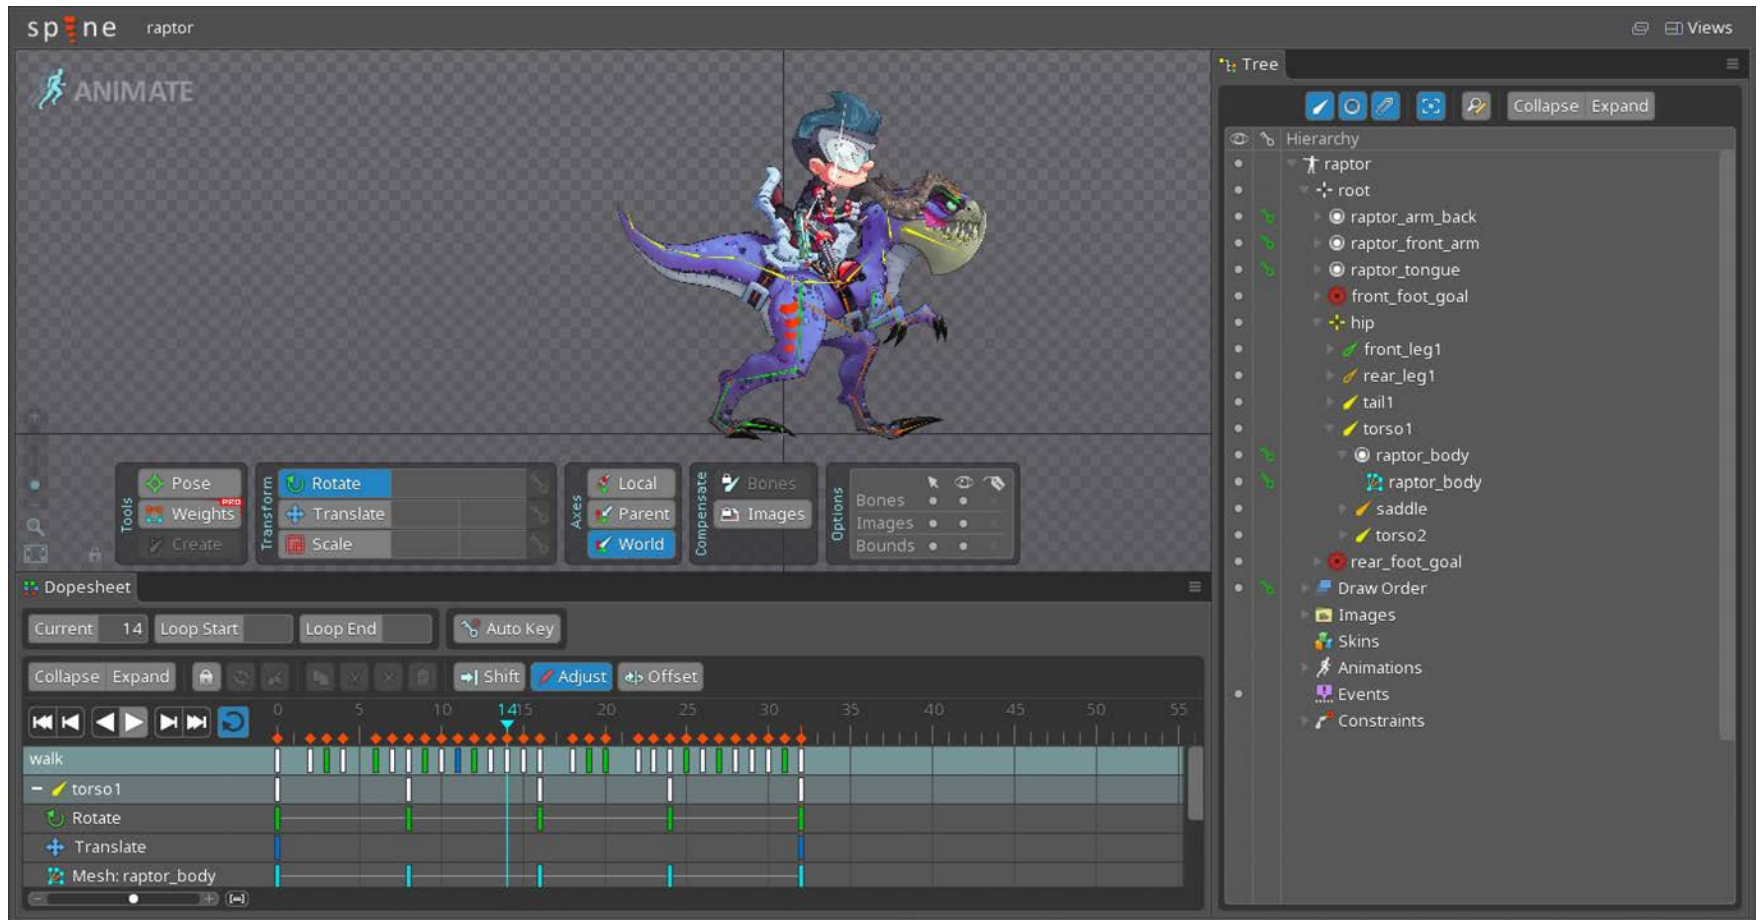 spine raptor Views
ANIMATE
Tree
Collapse Expand
Hierarchy
raptor
root
raptor_arm_back
raptor_front_arm
raptor_tongue
front_foot_goal
hip
front_leg1
rear_leg1
tail1
torso1
raptor_body
raptor_body
saddle
torso2
rear_foot_goal
Draw Order
Images
Skins
Animations
Events
Constraints
Tools
Pose
Weights PRO
Create
Transform
Rotate
Translate
Scale
Axes
Local
Parent
World
Compensate
Bones
Images
Options
Bones
Images
Bounds
Dopesheet
Current 14 Loop Start Loop End Auto Key
Collapse Expand Shift Adjust Offset
0 5 10 14 15 20 25 30 35 40 45 50 55
walk
torso1
Rotate
Translate
Mesh: raptor_body